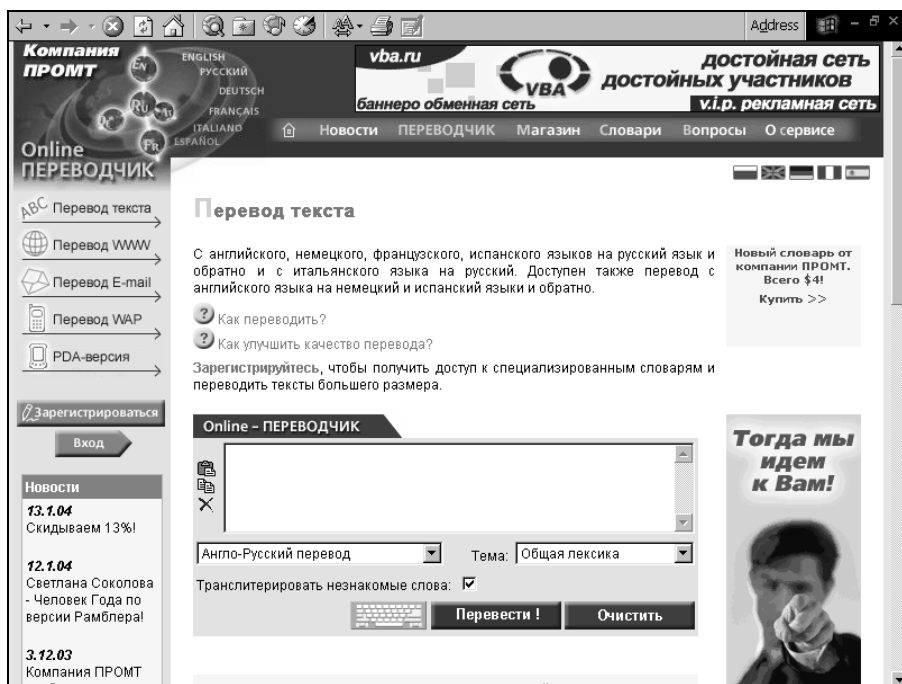 Address
Компания
ПРОМТ
EN
RU
DE
IT
FR
Online
ПЕРЕВОДЧИК
ENGLISH
РУССКИЙ
DEUTSCH
FRANÇAIS
ITALIANO
ESPAÑOL
vba.ru
баннеро обменная сеть
VBA
достойная сеть
достойных участников
v.i.p. рекламная сеть
Новости ПЕРЕВОДЧИК Магазин Словари Вопросы О сервисе
ABC Перевод текста
Перевод WWW
Перевод E-mail
Перевод WAP
PDA-версия
Зарегистрироваться
Вход
Новости
13.1.04
Скидываем 13%!
12.1.04
Светлана Соколова
- Человек Года по
версии Рамблера!
3.12.03
Компания ПРОМТ
Перевод текста
С английского, немецкого, французского, испанского языков на русский язык и
обратно и с итальянского языка на русский. Доступен также перевод с
английского языка на немецкий и испанский языки и обратно.
? Как переводить?
? Как улучшить качество перевода?
Зарегистрируйтесь, чтобы получить доступ к специализированным словарям и
переводить тексты большего размера.
Online – ПЕРЕВОДЧИК
Англо-Русский перевод
Тема: Общая лексика
Транслитерировать незнакомые слова:
Перевести ! Очистить
Новый словарь от
компании ПРОМТ.
Всего $4!
Купить >>
Тогда мы
идем
к Вам!